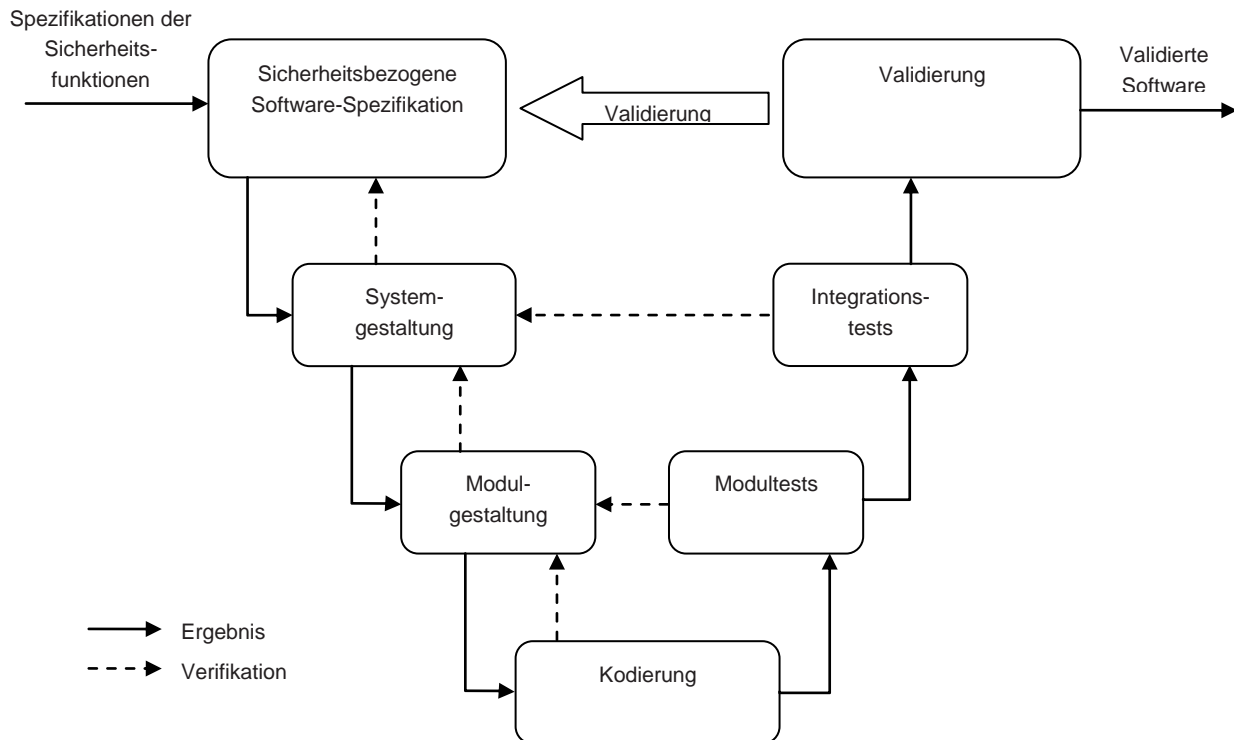 Spezifikationen der
Sicherheits-
funktionen
Sicherheitsbezogene
Software-Spezifikation
Validierung
Validierung
Validierte
Software
System-
gestaltung
Integrations-
tests
Modul-
gestaltung
Modultests
Kodierung
Ergebnis
Verifikation